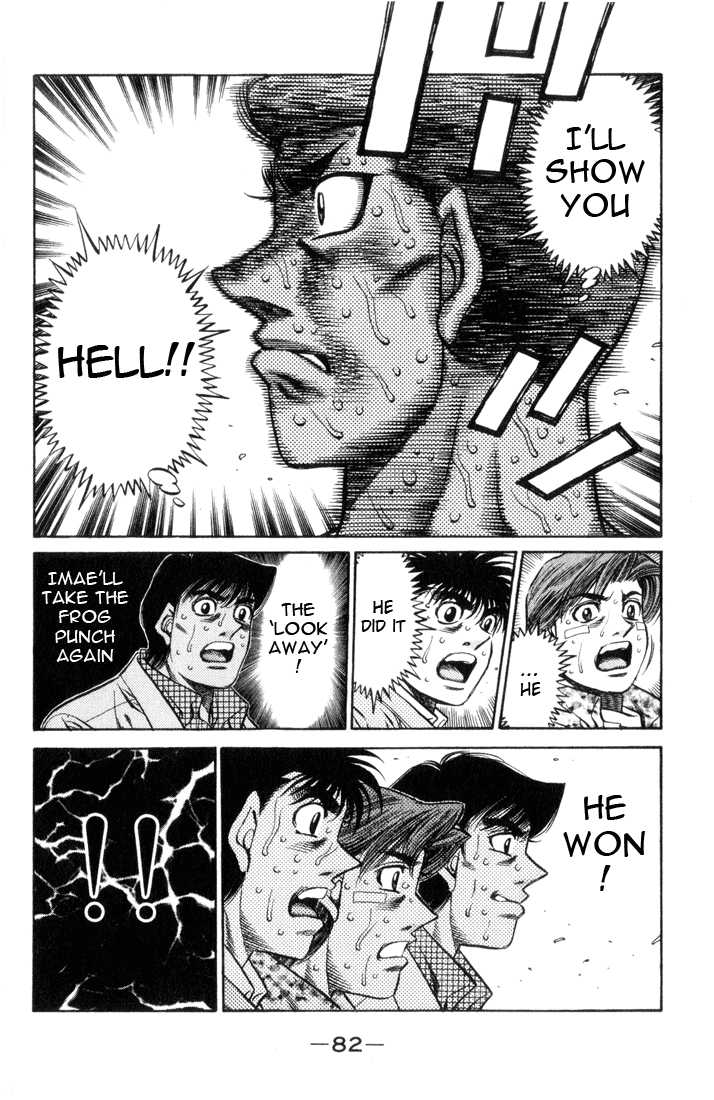 I'LL
SHOW
YOU
HELL!!
HE
...
HE
DID IT
THE
'LOOK
AWAY'
!
IMAE'LL
TAKE THE
FROG
PUNCH
AGAIN
HE
WON
!
!!
—82—